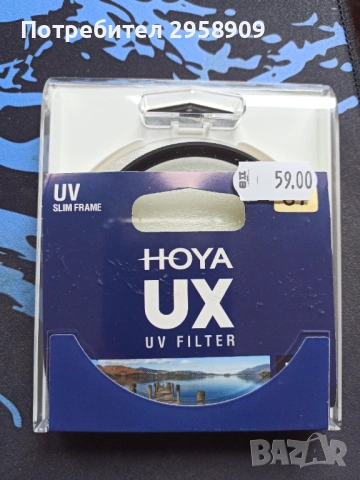 Потребител 2958909
59.00
UV
SLIM FRAME
HOYA
UX
UV FILTER
BAZAR